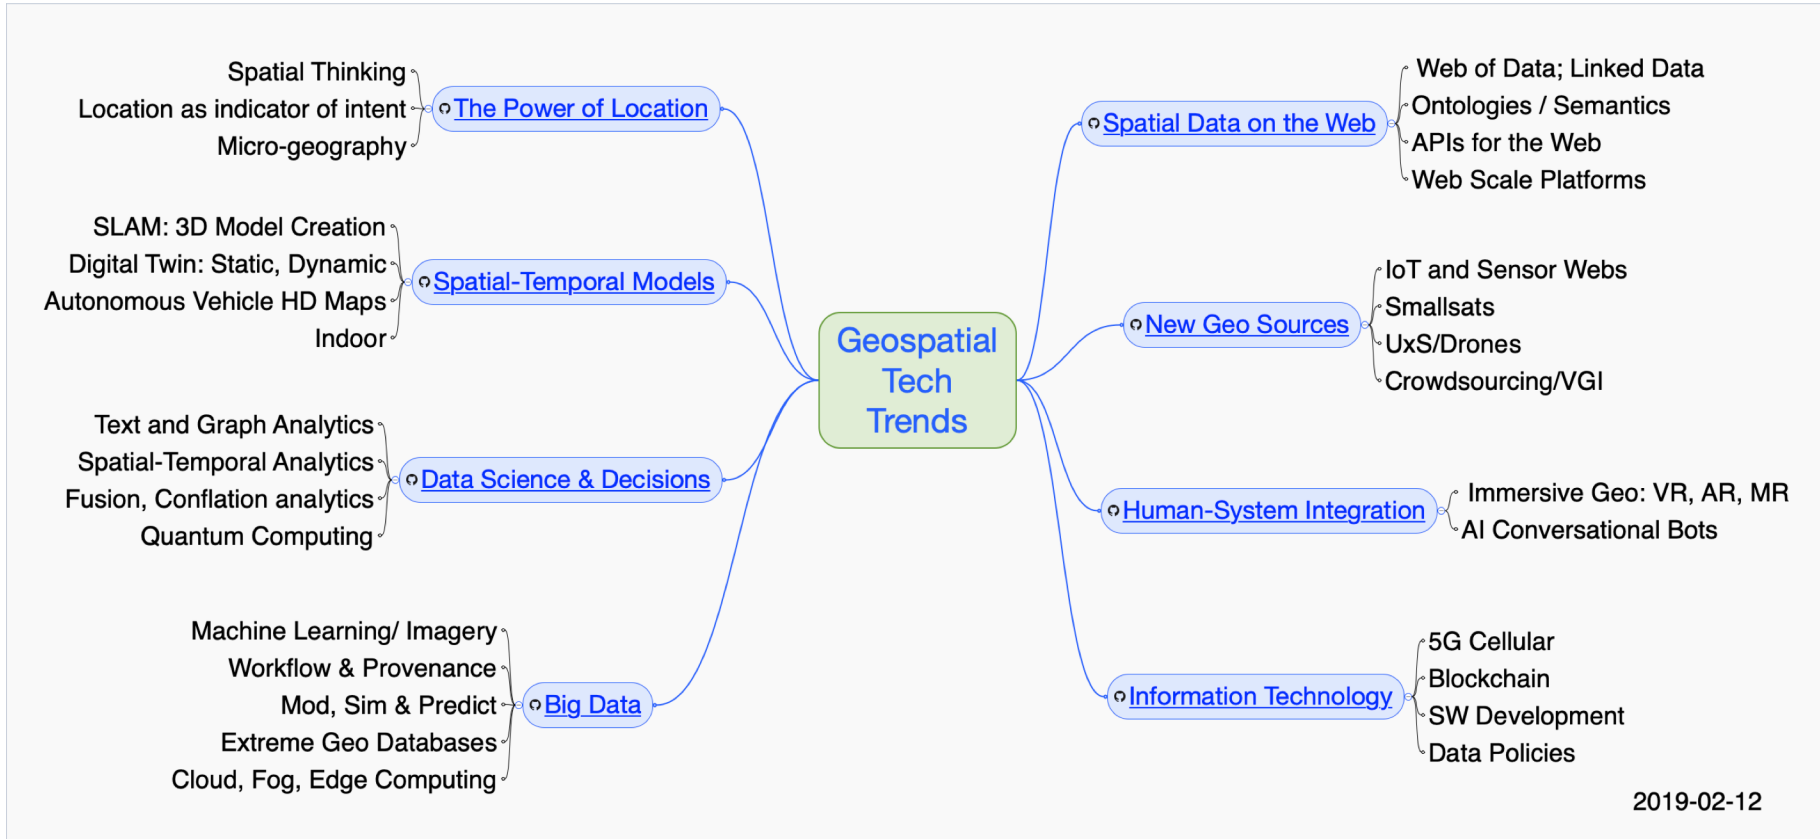 Geospatial
Tech
Trends
The Power of Location
Spatial Thinking
Location as indicator of intent
Micro-geography
Spatial-Temporal Models
SLAM: 3D Model Creation
Digital Twin: Static, Dynamic
Autonomous Vehicle HD Maps
Indoor
Data Science & Decisions
Text and Graph Analytics
Spatial-Temporal Analytics
Fusion, Conflation analytics
Quantum Computing
Big Data
Machine Learning/ Imagery
Workflow & Provenance
Mod, Sim & Predict
Extreme Geo Databases
Cloud, Fog, Edge Computing
Spatial Data on the Web
Web of Data; Linked Data
Ontologies / Semantics
APIs for the Web
Web Scale Platforms
New Geo Sources
IoT and Sensor Webs
Smallsats
UxS/Drones
Crowdsourcing/VGI
Human-System Integration
Immersive Geo: VR, AR, MR
AI Conversational Bots
Information Technology
5G Cellular
Blockchain
SW Development
Data Policies
2019-02-12